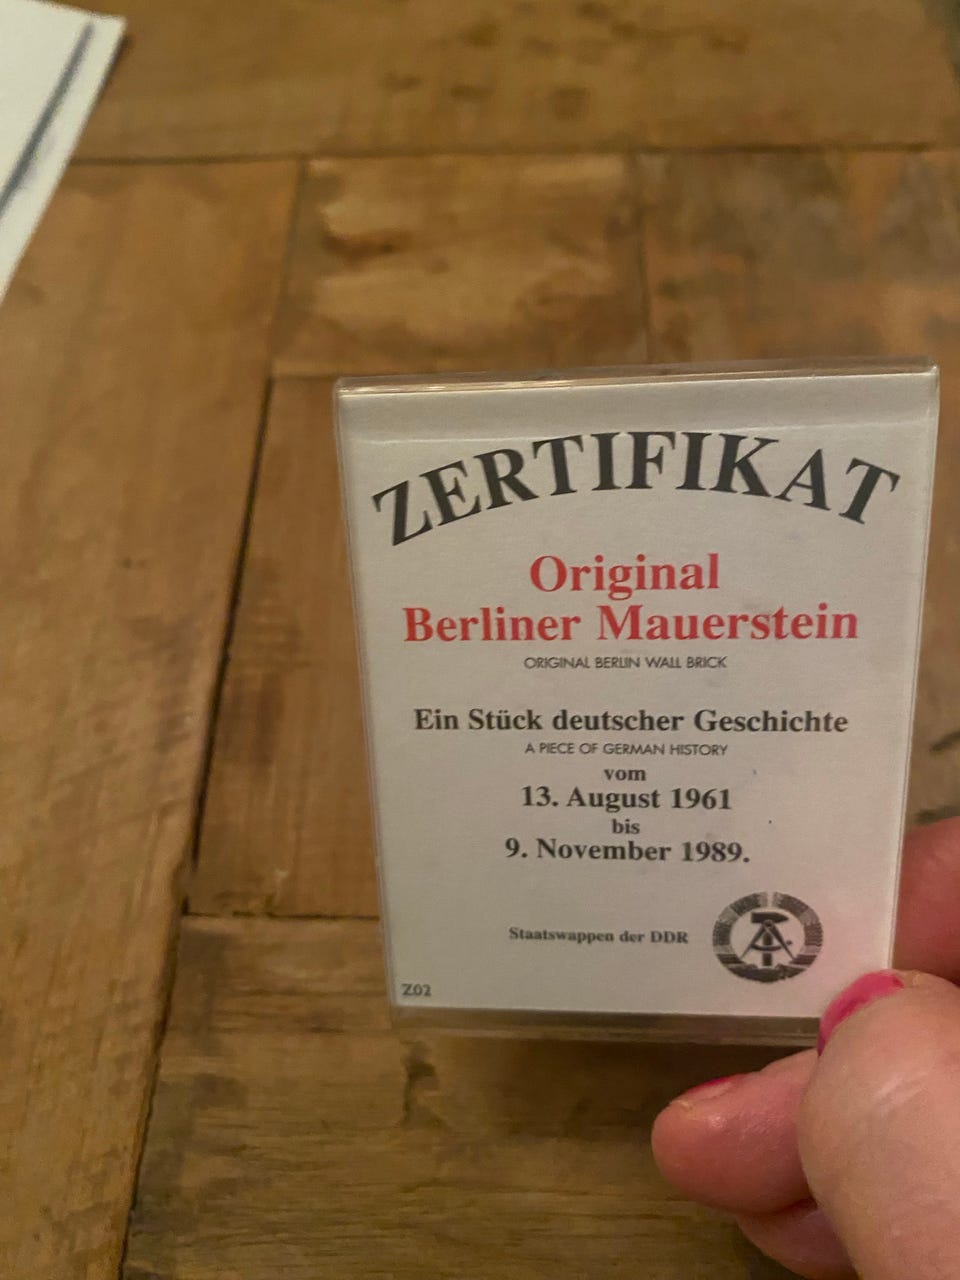 ZERTIFIKAT
Original
Berliner Mauerstein
ORIGINAL BERLIN WALL BRICK
Ein Stück deutscher Geschichte
A PIECE OF GERMAN HISTORY
vom
13. August 1961
bis
9. November 1989.
Staatswappen der DDR
Z02